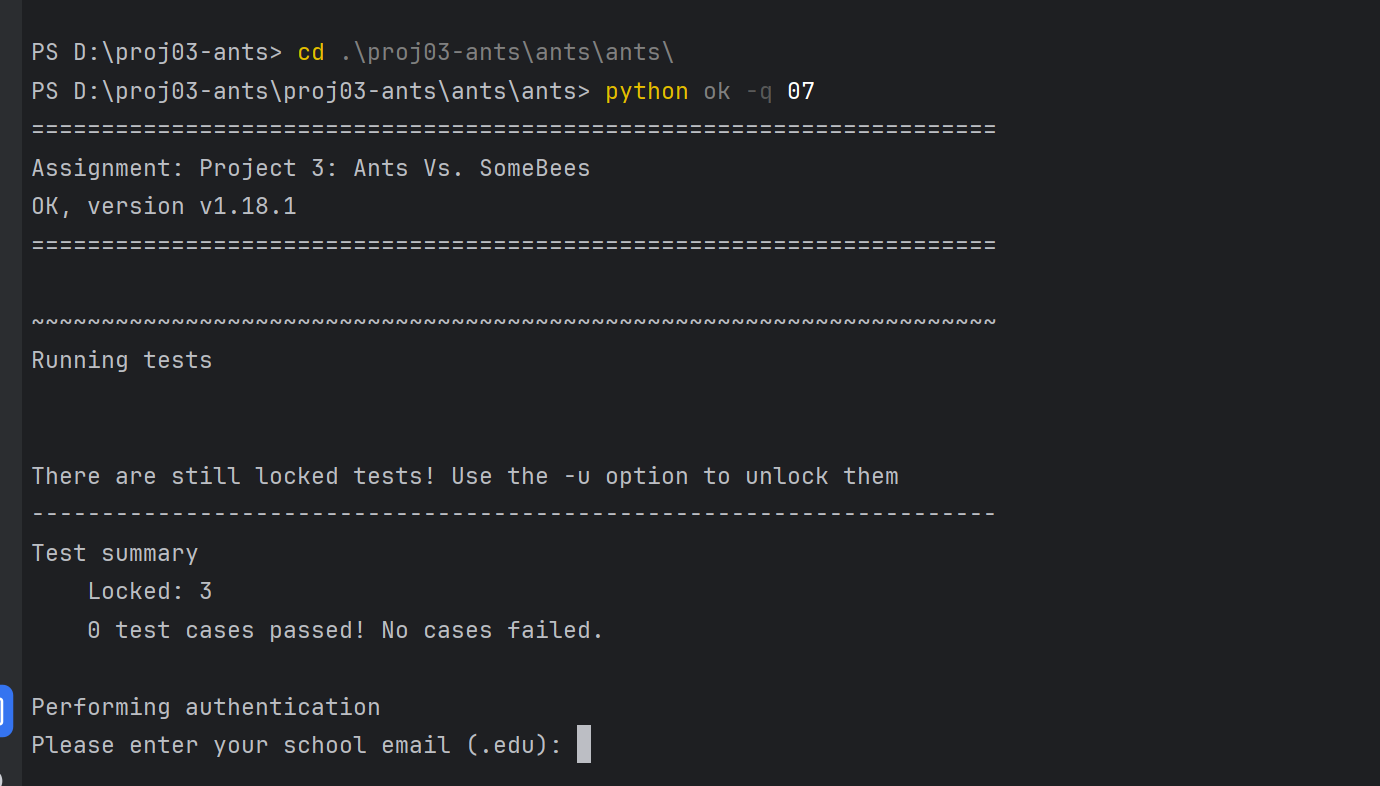 PS D:\proj03-ants> cd .\proj03-ants\ants\ants\
PS D:\proj03-ants\proj03-ants\ants\ants> python ok -q 07
=====================================================================
Assignment: Project 3: Ants Vs. SomeBees
OK, version v1.18.1
=====================================================================
~~~~~~~~~~~~~~~~~~~~~~~~~~~~~~~~~~~~~~~~~~~~~~~~~~~~~~~~~~~~~~~~~~~~~
Running tests
There are still locked tests! Use the -u option to unlock them
---------------------------------------------------------------------
Test summary
    Locked: 3
    0 test cases passed! No cases failed.
Performing authentication
Please enter your school email (.edu):